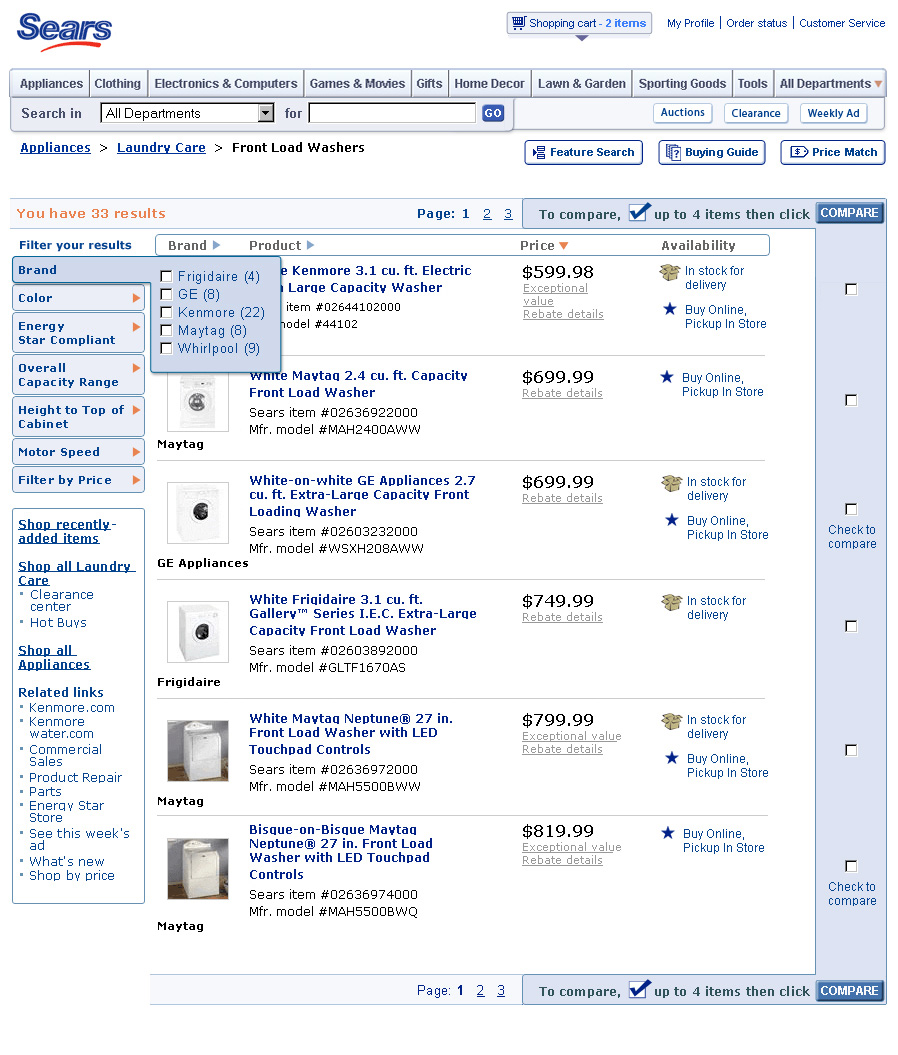 Sears
Shopping cart - 2 items
My Profile | Order status | Customer Service
Appliances
Clothing
Electronics & Computers
Games & Movies
Gifts
Home Decor
Lawn & Garden
Sporting Goods
Tools
All Departments
Search in All Departments for GO
Auctions
Clearance
Weekly Ad
Appliances > Laundry Care > Front Load Washers
Feature Search
Buying Guide
Price Match
You have 33 results
Page: 1 2 3
To compare, up to 4 items then click COMPARE
Filter your results
Brand
Color
Energy
Star Compliant
Overall
Capacity Range
Height to Top of
Cabinet
Motor Speed
Filter by Price
Frigidaire (4)
GE (8)
Kenmore (22)
Maytag (8)
Whirlpool (9)
Shop recently-
added items
Shop all Laundry
Care
Clearance
center
Hot Buys
Shop all
Appliances
Related links
Kenmore.com
Kenmore
water.com
Commercial
Sales
Product Repair
Parts
Energy Star
Store
See this week's
ad
What's new
Shop by price
Brand
Product
Price
Availability
Kenmore 3.1 cu. ft. Electric
Large Capacity Washer
item #02644102000
#44102
$599.98
Exceptional
value
Rebate details
In stock for
delivery
Buy Online,
Pickup In Store
White Maytag 2.4 cu. ft. Capacity
Front Load Washer
Sears item #02636922000
Mfr. model #MAH2400AWW
Maytag
$699.99
Rebate details
Buy Online,
Pickup In Store
White-on-white GE Appliances 2.7
cu. ft. Extra-Large Capacity Front
Loading Washer
Sears item #02603232000
Mfr. model #WSXH208AWW
GE Appliances
$699.99
Rebate details
In stock for
delivery
Buy Online,
Pickup In Store
Check to
compare
White Frigidaire 3.1 cu. ft.
Gallery™ Series I.E.C. Extra-Large
Capacity Front Load Washer
Sears item #02603892000
Mfr. model #GLTF1670AS
Frigidaire
$749.99
Rebate details
In stock for
delivery
White Maytag Neptune® 27 in.
Front Load Washer with LED
Touchpad Controls
Sears item #02636972000
Mfr. model #MAH5500BWW
Maytag
$799.99
Exceptional value
Rebate details
In stock for
delivery
Buy Online,
Pickup In Store
Bisque-on-Bisque Maytag
Neptune® 27 in. Front Load
Washer with LED Touchpad
Controls
Sears item #02636974000
Mfr. model #MAH5500BWQ
Maytag
$819.99
Exceptional value
Rebate details
Buy Online,
Pickup In Store
Check to
compare
Page: 1 2 3
To compare, up to 4 items then click COMPARE